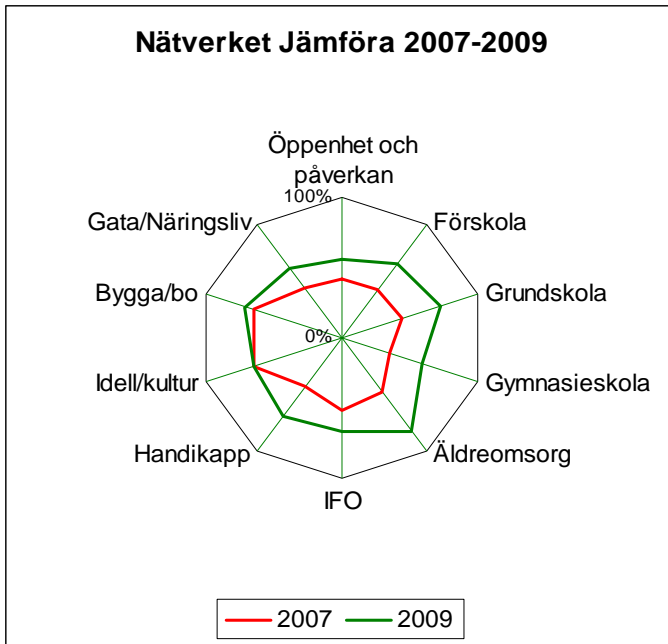 Nätverket Jämföra 2007-2009
Öppenhet och
påverkan
100%
Gata/Näringsliv
Förskola
Bygga/bo
Grundskola
0%
Idell/kultur
Gymnasieskola
Handikapp
Äldreomsorg
IFO
2007
2009